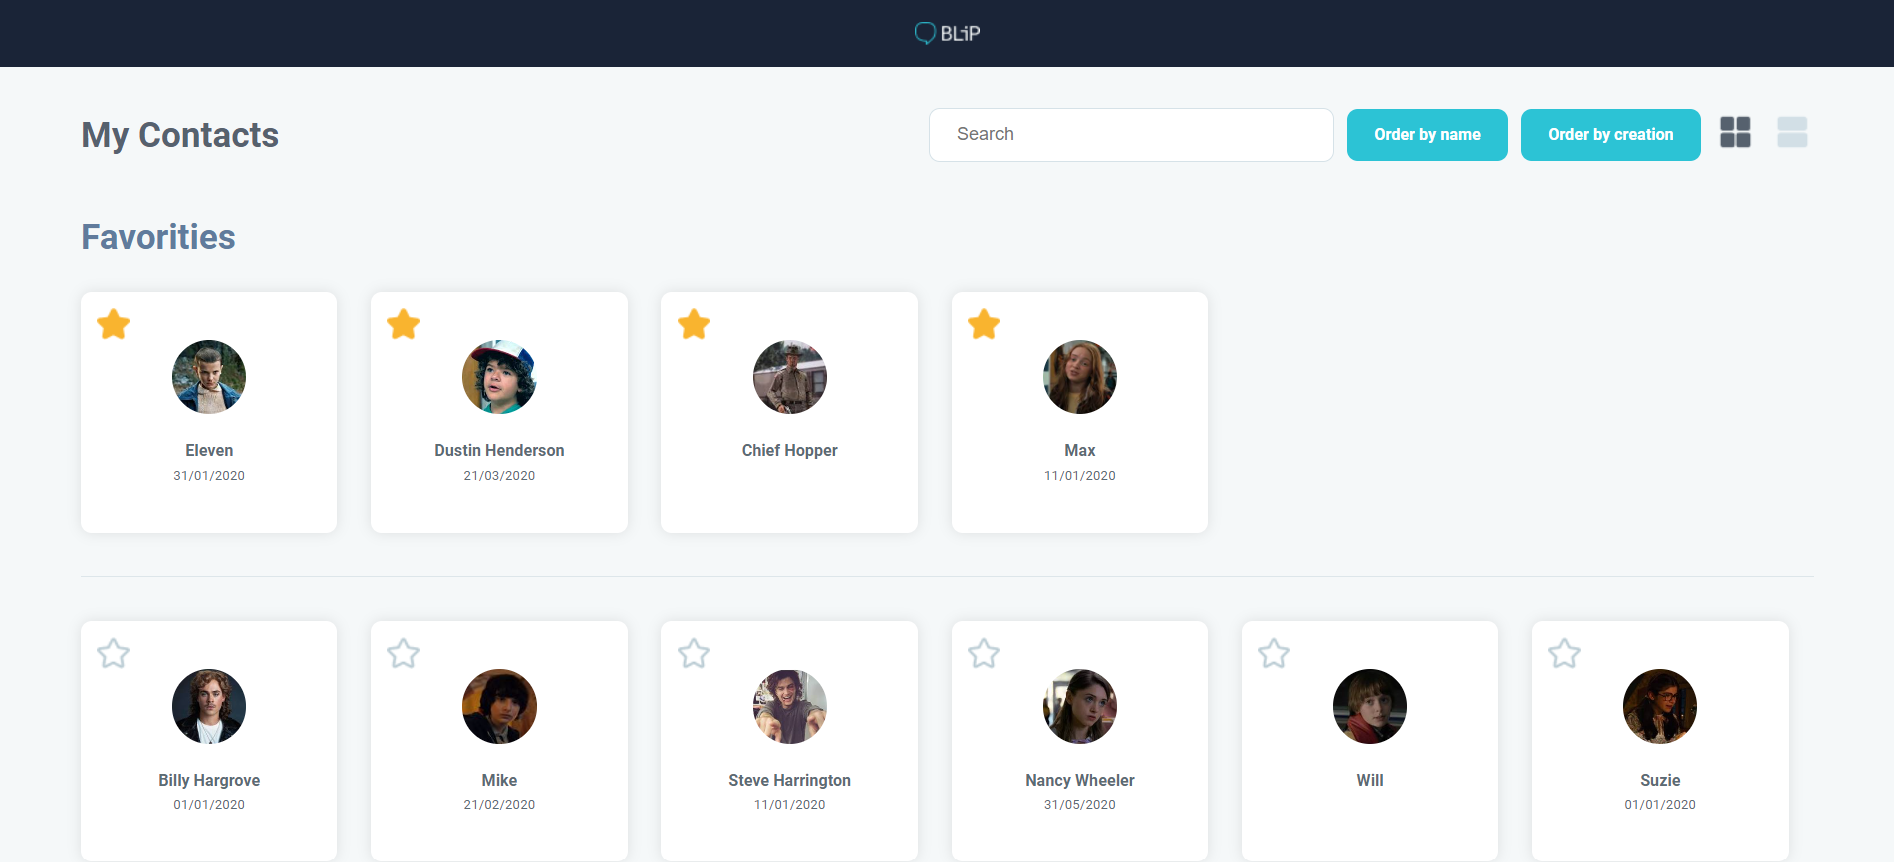 BLiP
My Contacts
Search
Order by name
Order by creation
Favorities
Eleven
31/01/2020
Dustin Henderson
21/03/2020
Chief Hopper
Max
11/01/2020
Billy Hargrove
01/01/2020
Mike
21/02/2020
Steve Harrington
11/01/2020
Nancy Wheeler
31/05/2020
Will
Suzie
01/01/2020